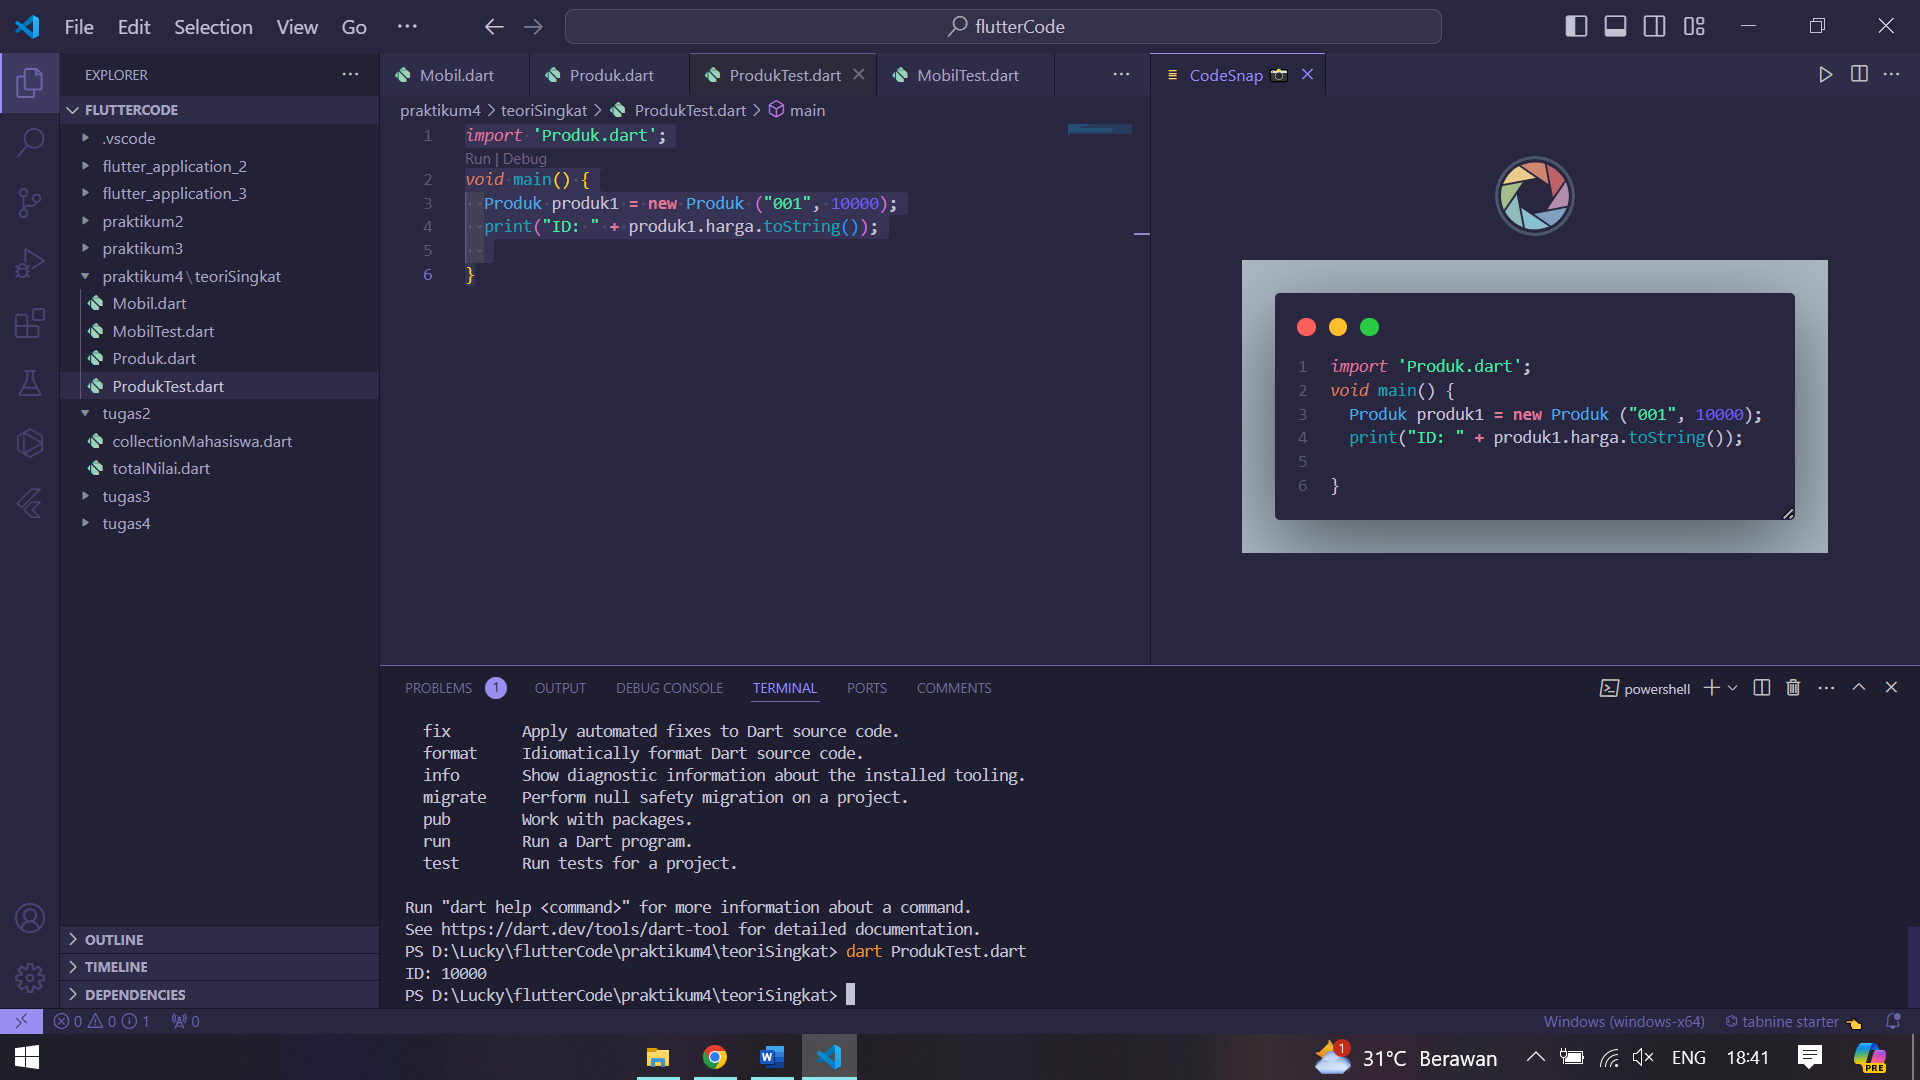 File Edit Selection View Go ··· flutterCode
EXPLORER ···
FLUTTERCODE
.vscode
flutter_application_2
flutter_application_3
praktikum2
praktikum3
praktikum4\teoriSingkat
Mobil.dart
MobilTest.dart
Produk.dart
ProdukTest.dart
tugas2
collectionMahasiswa.dart
totalNilai.dart
tugas3
tugas4
OUTLINE
TIMELINE
DEPENDENCIES
Mobil.dart Produk.dart ProdukTest.dart MobilTest.dart ···
praktikum4 > teoriSingkat > ProdukTest.dart > main
1 import 'Produk.dart';
Run | Debug
2 void main() {
3 Produk produk1 = new Produk ("001", 10000);
4 print("ID: " + produk1.harga.toString());
5
6 }
CodeSnap ···
1 import 'Produk.dart';
2 void main() {
3 Produk produk1 = new Produk ("001", 10000);
4 print("ID: " + produk1.harga.toString());
5
6 }
PROBLEMS 1 OUTPUT DEBUG CONSOLE TERMINAL PORTS COMMENTS powershell ···
fix Apply automated fixes to Dart source code.
format Idiomatically format Dart source code.
info Show diagnostic information about the installed tooling.
migrate Perform null safety migration on a project.
pub Work with packages.
run Run a Dart program.
test Run tests for a project.
Run "dart help <command>" for more information about a command.
See https://dart.dev/tools/dart-tool for detailed documentation.
PS D:\Lucky\flutterCode\praktikum4\teoriSingkat> dart ProdukTest.dart
ID: 10000
PS D:\Lucky\flutterCode\praktikum4\teoriSingkat>
0 0 1 0 Windows (windows-x64) tabnine starter
W 1 31°C Berawan ENG 18:41 PRE